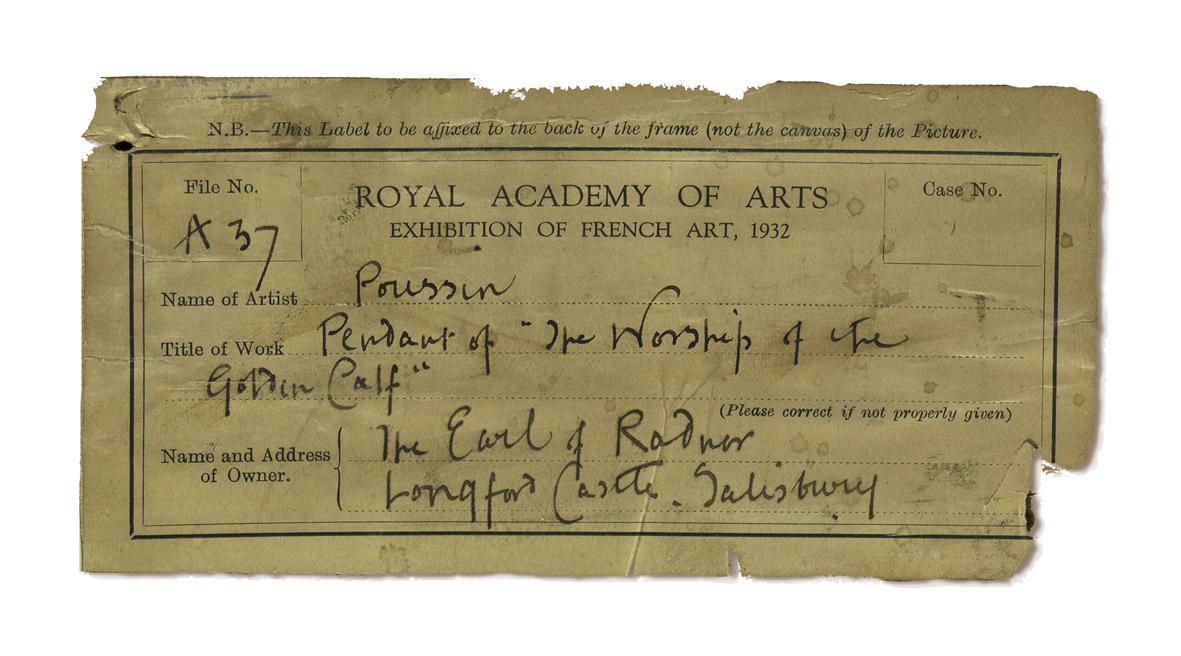 N.B.—This Label to be affixed to the back of the frame (not the canvas) of the Picture.
File No.
A 37
ROYAL ACADEMY OF ARTS
EXHIBITION OF FRENCH ART, 1932
Case No.
Name of Artist Poussin
Title of Work Pendant of "The Worship of the
Golden Calf"
(Please correct if not properly given)
Name and Address The Earl of Radnor
of Owner. Longford Castle. Salisbury